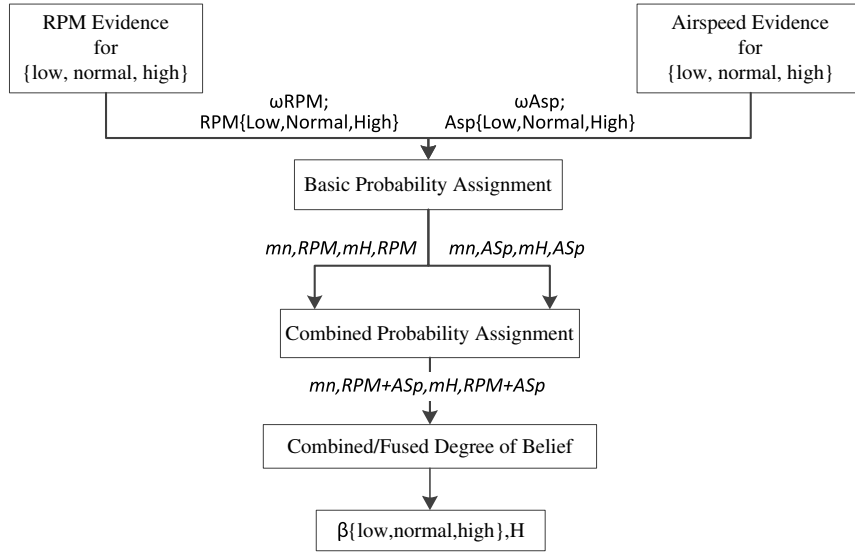 RPM Evidence
for
{low, normal, high}
Airspeed Evidence
for
{low, normal, high}
ωRPM;
RPM{Low,Normal,High}
ωAsp;
Asp{Low,Normal,High}
Basic Probability Assignment
mn,RPM,mH,RPM
mn,ASp,mH,ASp
Combined Probability Assignment
mn,RPM+ASp,mH,RPM+ASp
Combined/Fused Degree of Belief
β{low,normal,high},H